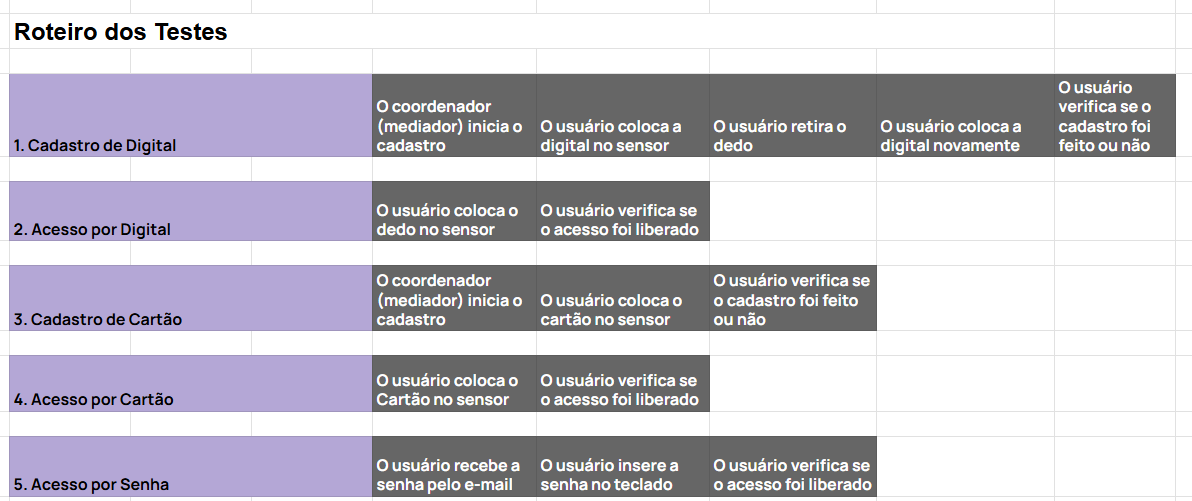 Roteiro dos Testes
1. Cadastro de Digital
O coordenador
(mediador) inicia o
cadastro
O usuário coloca a
digital no sensor
O usuário retira o
dedo
O usuário coloca a
digital novamente
O usuário
verifica se o
cadastro foi
feito ou não
2. Acesso por Digital
O usuário coloca o
dedo no sensor
O usuário verifica se
o acesso foi liberado
3. Cadastro de Cartão
O coordenador
(mediador) inicia o
cadastro
O usuário coloca o
cartão no sensor
O usuário verifica se
o cadastro foi feito
ou não
4. Acesso por Cartão
O usuário coloca o
Cartão no sensor
O usuário verifica se
o acesso foi liberado
5. Acesso por Senha
O usuário recebe a
senha pelo e-mail
O usuário insere a
senha no teclado
O usuário verifica se
o acesso foi liberado